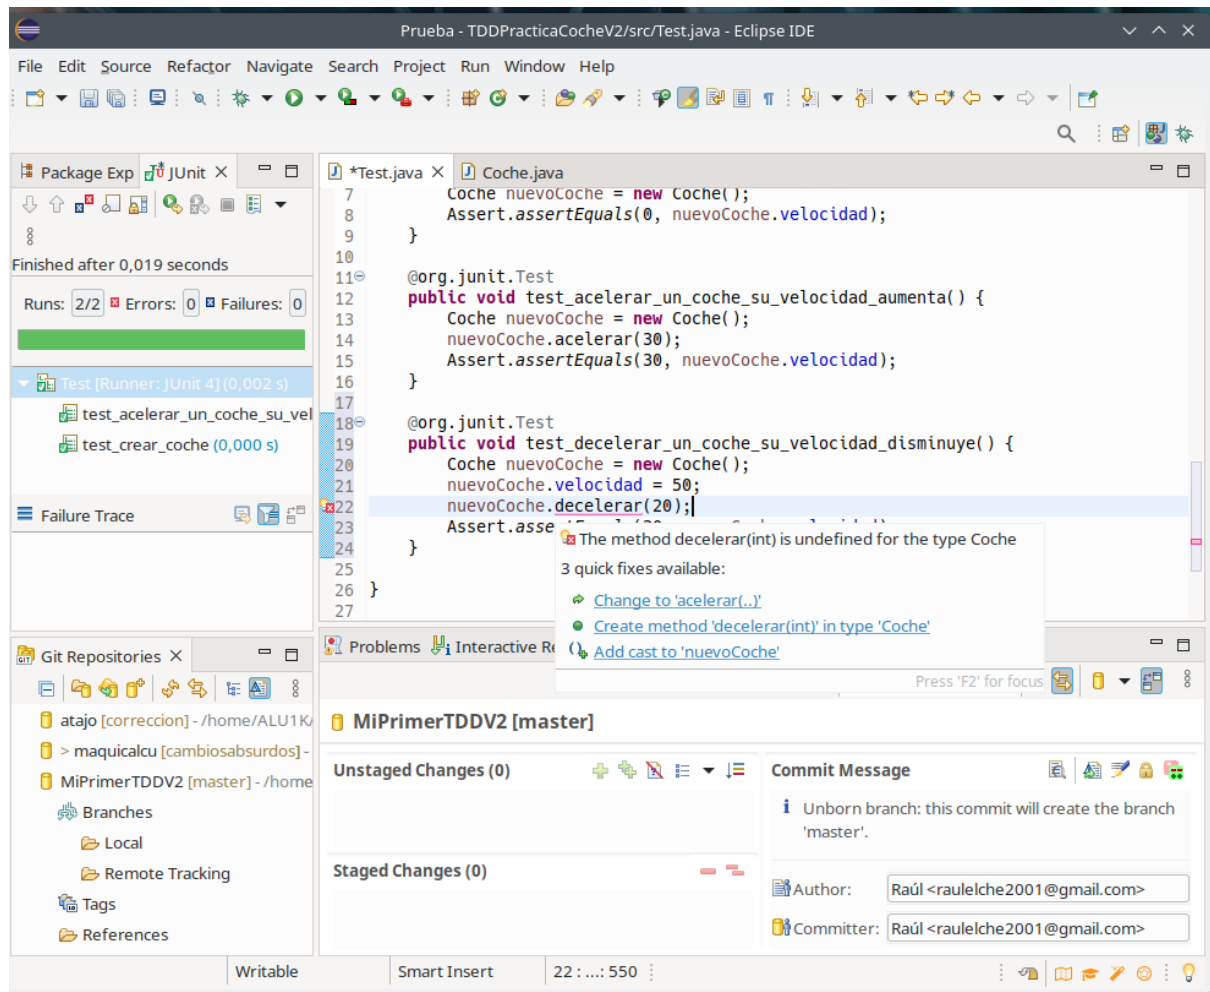 Prueba - TDDPracticaCocheV2/src/Test.java - Eclipse IDE
File Edit Source Refactor Navigate Search Project Run Window Help
Package Exp JUnit
Finished after 0,019 seconds
Runs: 2/2 Errors: 0 Failures: 0
Test [Runner: JUnit 4] (0,002 s)
test_acelerar_un_coche_su_vel
test_crear_coche (0,000 s)
Failure Trace
*Test.java Coche.java
7 Coche nuevoCoche = new Coche();
8 Assert.assertEquals(0, nuevoCoche.velocidad);
9 }
10
11 @org.junit.Test
12 public void test_acelerar_un_coche_su_velocidad_aumenta() {
13 Coche nuevoCoche = new Coche();
14 nuevoCoche.acelerar(30);
15 Assert.assertEquals(30, nuevoCoche.velocidad);
16 }
17
18 @org.junit.Test
19 public void test_decelerar_un_coche_su_velocidad_disminuye() {
20 Coche nuevoCoche = new Coche();
21 nuevoCoche.velocidad = 50;
22 nuevoCoche.decelerar(20);
23 Assert.asse
24 }
25
26 }
27
The method decelerar(int) is undefined for the type Coche
3 quick fixes available:
Change to 'acelerar(..)'
Create method 'decelerar(int)' in type 'Coche'
Add cast to 'nuevoCoche'
Press 'F2' for focus
Git Repositories
GIT
atajo [correccion] - /home/ALU1K/
> maquicalcu [cambiosabsurdos] -
MiPrimerTDDV2 [master] - /home
Branches
Local
Remote Tracking
Tags
References
Problems Interactive Re
MiPrimerTDDV2 [master]
Unstaged Changes (0)
Staged Changes (0)
Commit Message
Unborn branch: this commit will create the branch
'master'.
Author: Raúl <raulelche2001@gmail.com>
Committer: Raúl <raulelche2001@gmail.com>
Writable Smart Insert 22 : ...: 550